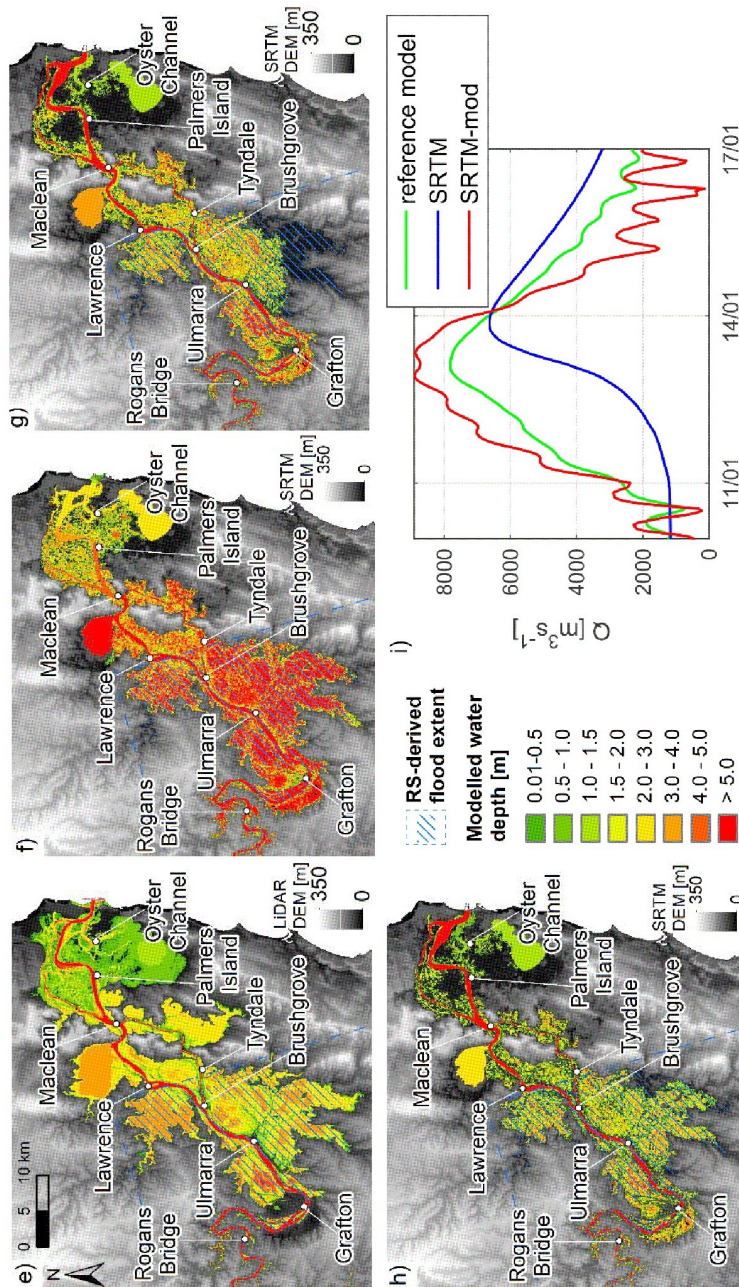 e)
N
0 5 10 km
Rogans
Bridge
Lawrence
Maclean
Ulmarra
Grafton
Brushgrove
Tyndale
Palmers
Island
Oyster
Channel
LiDAR
DEM [m]
350
0
f)
Rogans
Bridge
Lawrence
Maclean
Ulmarra
Grafton
Brushgrove
Tyndale
Palmers
Island
Oyster
Channel
SRTM
DEM [m]
350
0
g)
Rogans
Bridge
Lawrence
Maclean
Ulmarra
Grafton
Brushgrove
Tyndale
Palmers
Island
Oyster
Channel
SRTM
DEM [m]
350
0
h)
Rogans
Bridge
Lawrence
Maclean
Ulmarra
Grafton
Brushgrove
Tyndale
Palmers
Island
Oyster
Channel
SRTM
DEM [m]
350
0
RS-derived
flood extent
Modelled water
depth [m]
0.01-0.5
0.5 - 1.0
1.0 - 1.5
1.5 - 2.0
2.0 - 3.0
3.0 - 4.0
4.0 - 5.0
> 5.0
i)
Q [m³s⁻¹]
8000
6000
4000
2000
0
11/01
14/01
17/01
reference model
SRTM
SRTM-mod